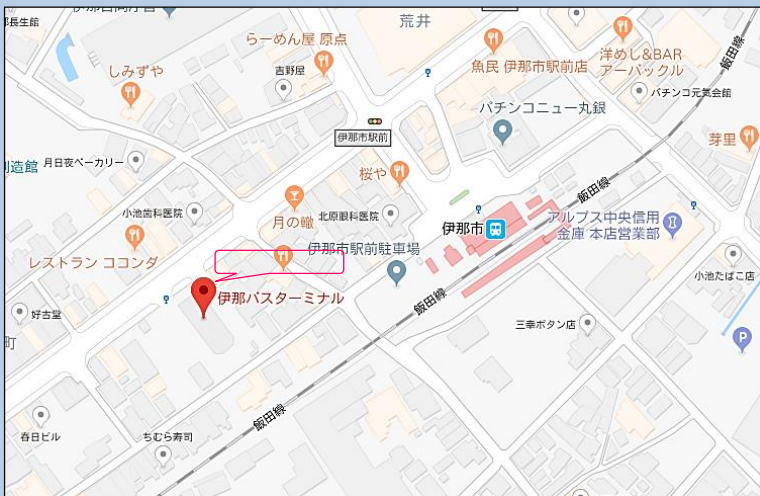 荒井
らーめん屋 原点
魚民 伊那市駅前店
洋めし&BAR
アーバックル
飯田線
しみずや
吉野屋
パチンコ元気会館
パチンコニュー丸銀
伊那市駅前
芽里
創造館
月日夜ベーカリー
桜や
飯田線
小池歯科医院
月の轍
北原眼科医院
伊那市
アルプス中央信用
金庫 本店営業部
レストラン ココンダ
伊那市駅前駐車場
小池たばこ店
伊那バスターミナル
飯田線
好古堂
三幸ボタン店
町
P
飯田線
春日ビル
ちむら寿司